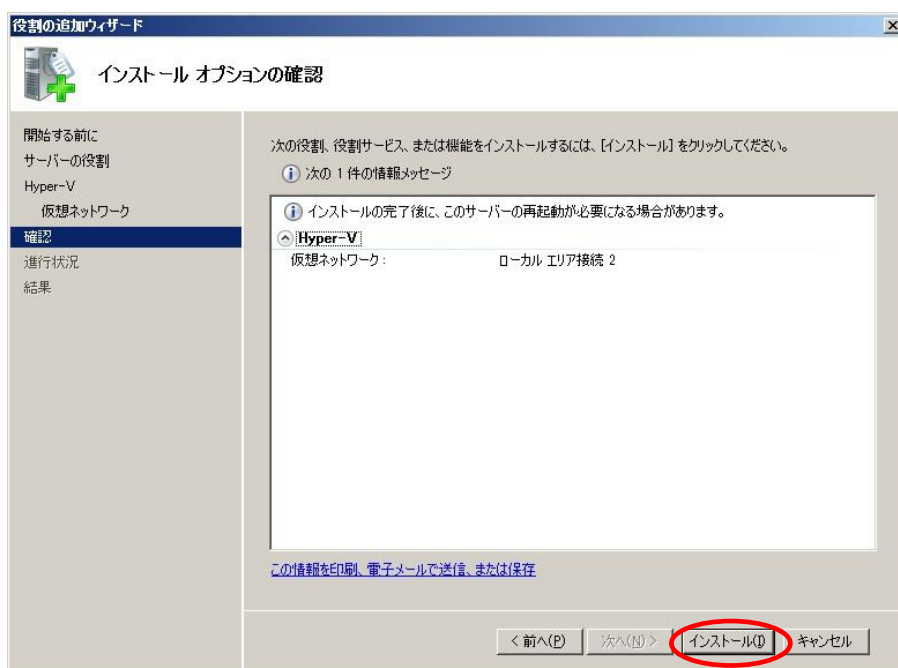 役割の追加ウィザード
インストール オプションの確認
開始する前に
サーバーの役割
Hyper-V
仮想ネットワーク
確認
進行状況
結果
次の役割、役割サービス、または機能をインストールするには、[インストール] をクリックしてください。
次の 1 件の情報メッセージ
インストールの完了後に、このサーバーの再起動が必要になる場合があります。
Hyper-V
仮想ネットワーク : ローカル エリア接続 2
この情報を印刷、電子メールで送信、または保存
< 前へ(P) 次へ(N) > インストール(I) キャンセル